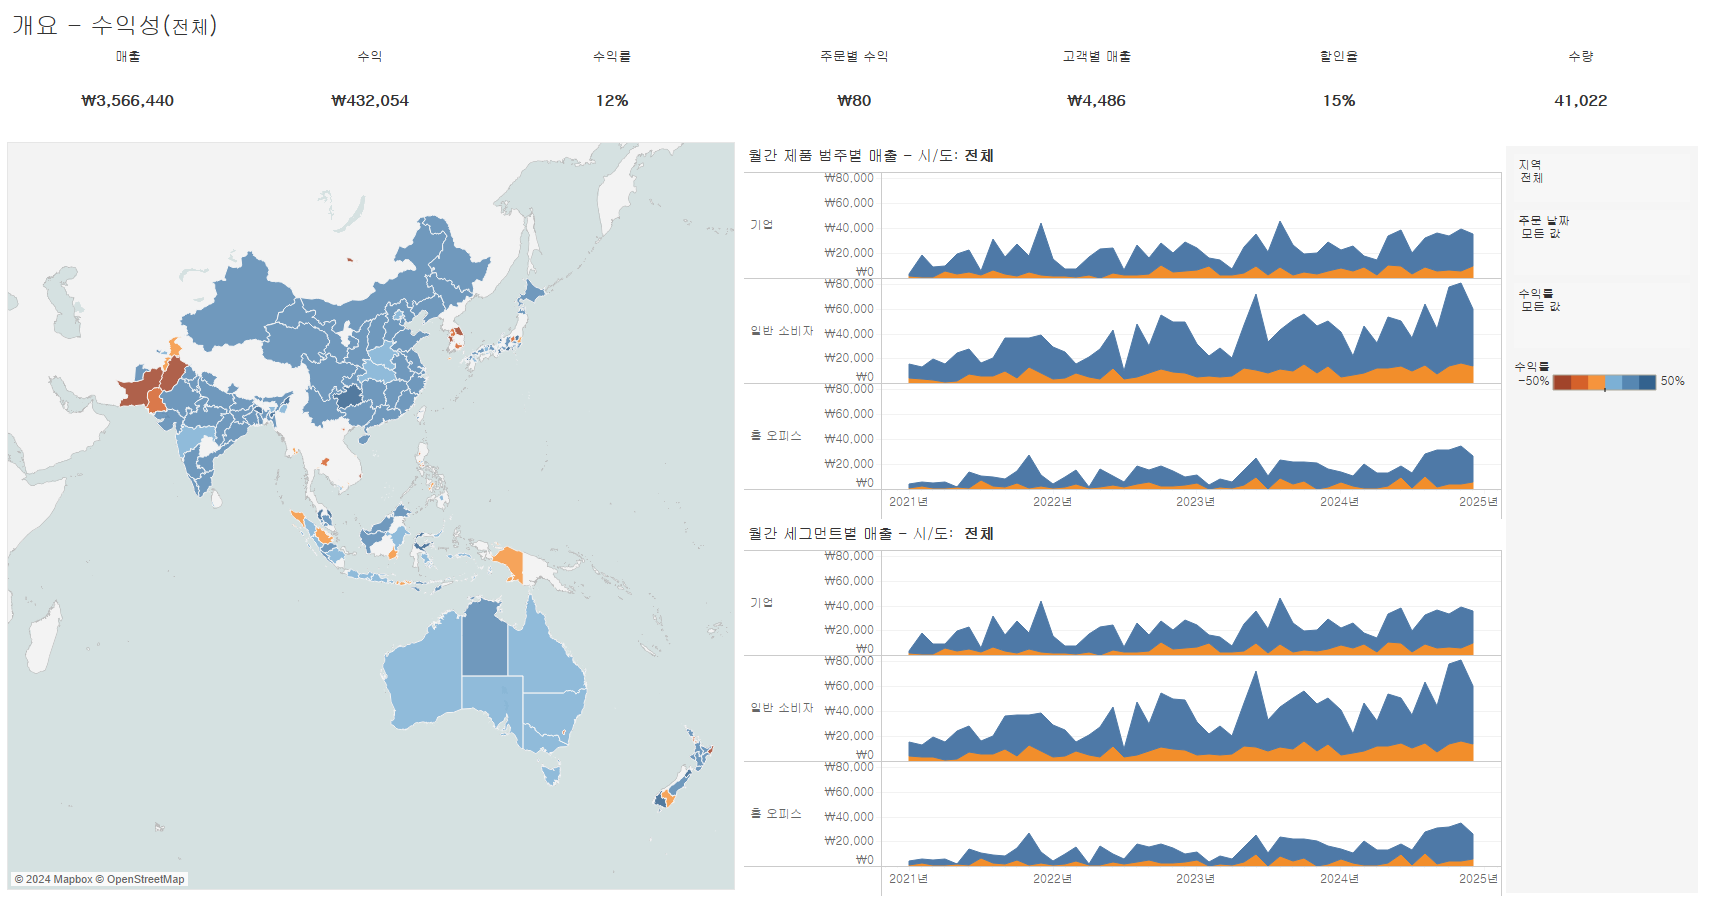 개요 – 수익성(전체)
매출 수익 수익률 주문별 수익 고객별 매출 할인율 수량
₩3,566,440 ₩432,054 12% ₩80 ₩4,486 15% 41,022
월간 제품 범주별 매출 – 시/도: 전체
₩80,000
₩60,000
기업 ₩40,000
₩20,000
₩0
₩80,000
₩60,000
일반 소비자 ₩40,000
₩20,000
₩0
₩80,000
₩60,000
홈 오피스 ₩40,000
₩20,000
₩0
2021년 2022년 2023년 2024년 2025년
월간 세그먼트별 매출 – 시/도: 전체
₩80,000
₩60,000
기업 ₩40,000
₩20,000
₩0
₩80,000
₩60,000
일반 소비자 ₩40,000
₩20,000
₩0
₩80,000
₩60,000
홈 오피스 ₩40,000
₩20,000
₩0
2021년 2022년 2023년 2024년 2025년
지역
전체
주문 날짜
모든 값
수익률
모든 값
수익률
-50% 50%
© 2024 Mapbox © OpenStreetMap